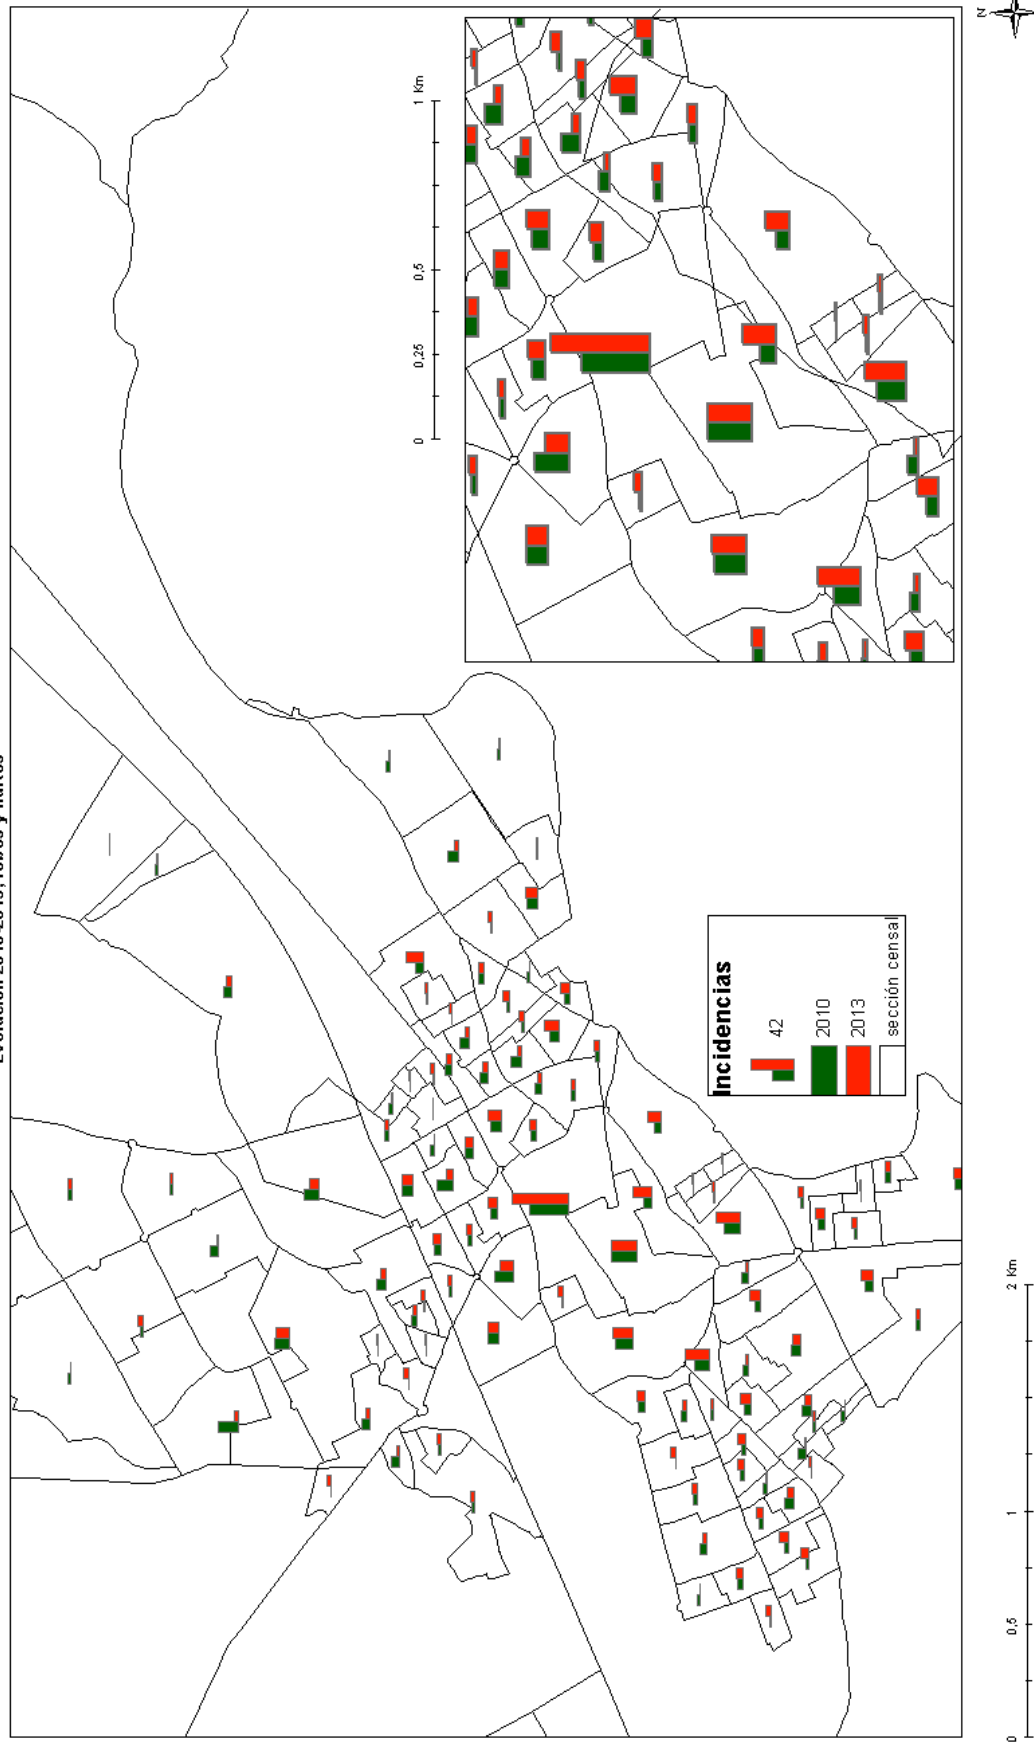 Evolución 2010-2013, robos y hurtos
0 0,25 0,5 1 Km
Incidencias
42
2010
2013
sección censal
0 0,5 1 2 Km
N